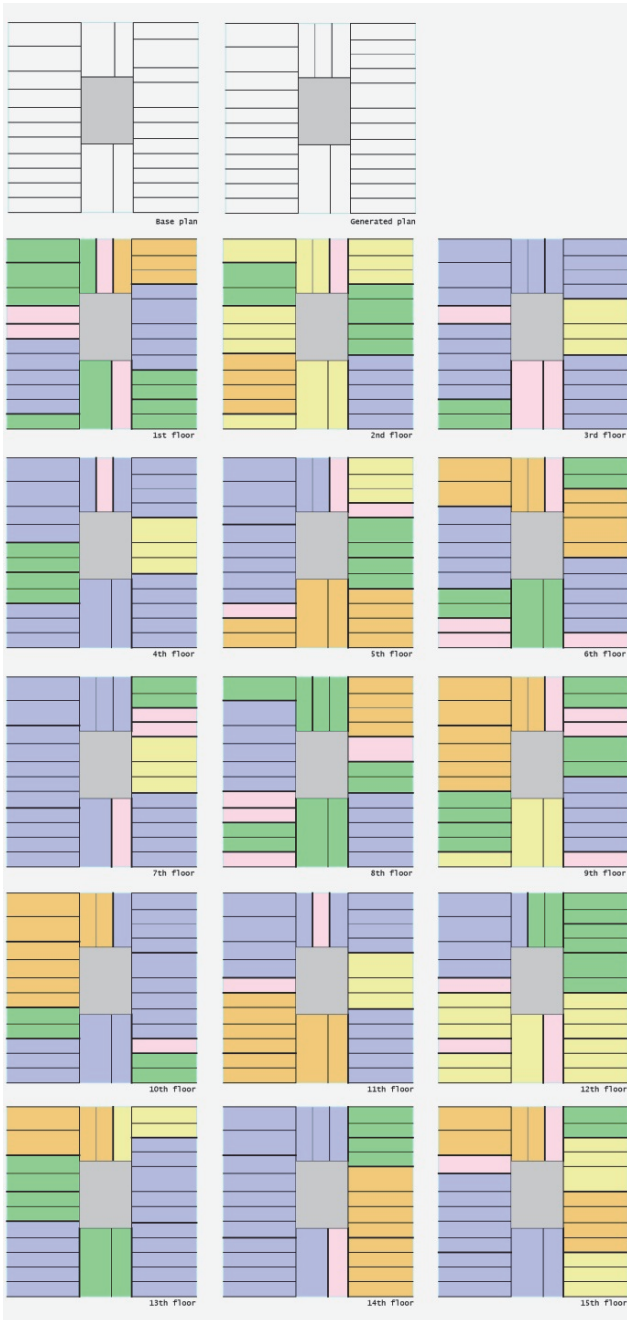 Base plan
Generated plan
1st floor
2nd floor
3rd floor
4th floor
5th floor
6th floor
7th floor
8th floor
9th floor
10th floor
11th floor
12th floor
13th floor
14th floor
15th floor